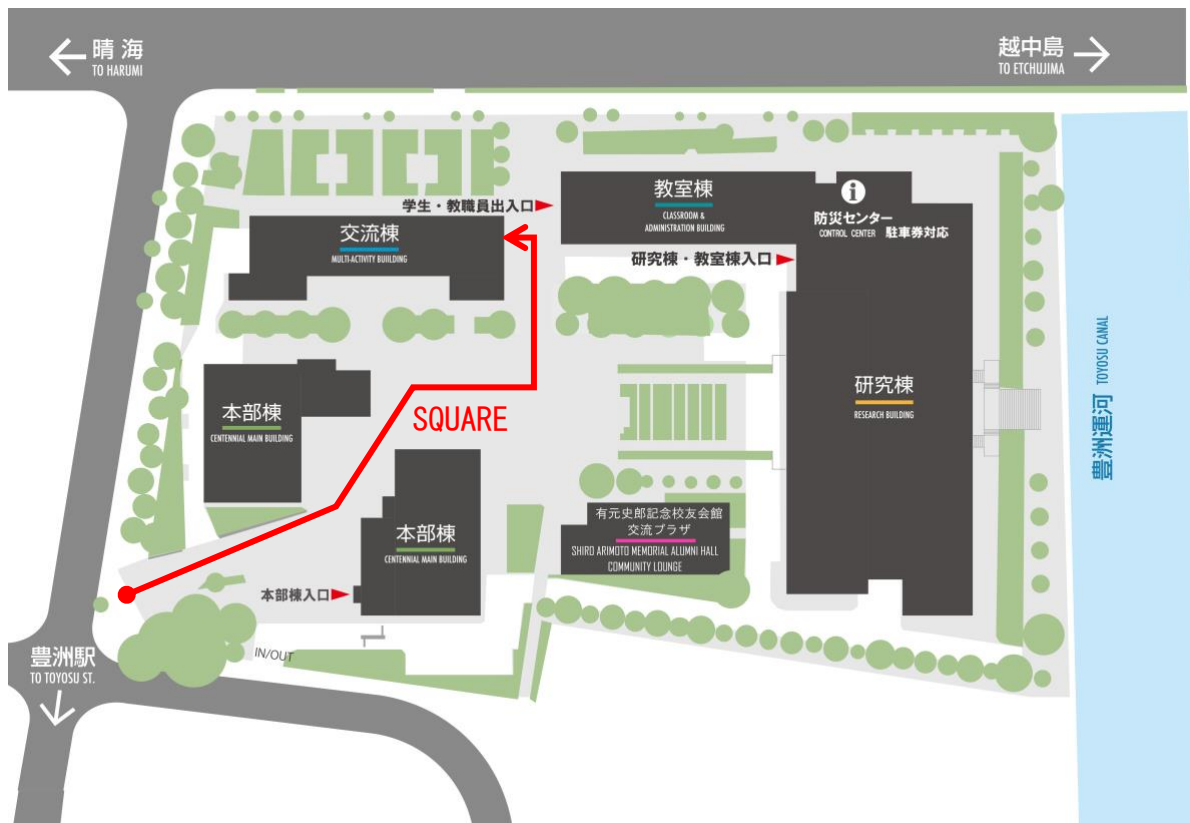 晴海
TO HARUMI
越中島
TO ETCHUJIMA
教室棟
CLASSROOM &
ADMINISTRATION BUILDING
防災センター
CONTROL CENTER 駐車券対応
学生・教職員出入口
交流棟
MULTI-ACTIVITY BUIILDING
研究棟・教室棟入口
研究棟
RESEARCH BUILDING
豊洲運河 TOYOSU CANAL
本部棟
CENTENNIAL MAIN BUILDING
SQUARE
本部棟
CENTENNIAL MAIN BUILDING
有元史郎記念校友会館
交流プラザ
SHIRO ARIMOTO MEMORIAL ALUMNI HALL
COMMUNITY LOUNGE
本部棟入口
IN/OUT
豊洲駅
TO TOYOSU ST.